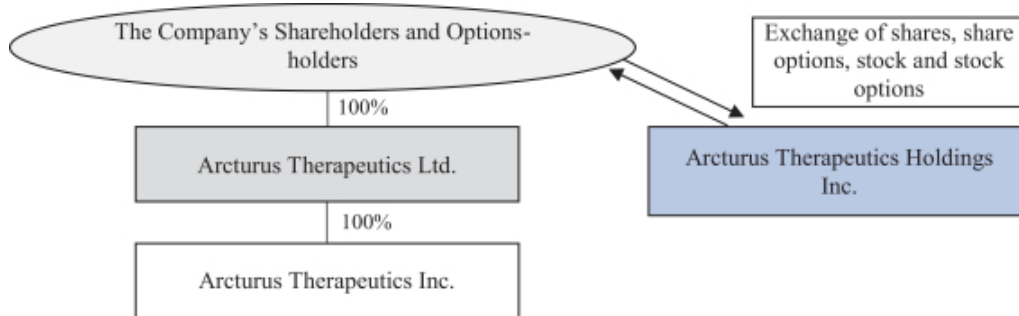 The Company’s Shareholders and Options-
holders
Exchange of shares, share
options, stock and stock
options
100%
Arcturus Therapeutics Ltd.
Arcturus Therapeutics Holdings
Inc.
100%
Arcturus Therapeutics Inc.